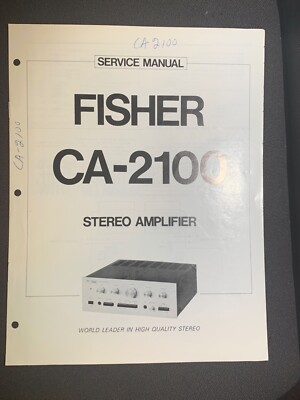 CA-2100
SERVICE MANUAL
FISHER
CA-2100
CA-2100
STEREO AMPLIFIER
WORLD LEADER IN HIGH QUALITY STEREO